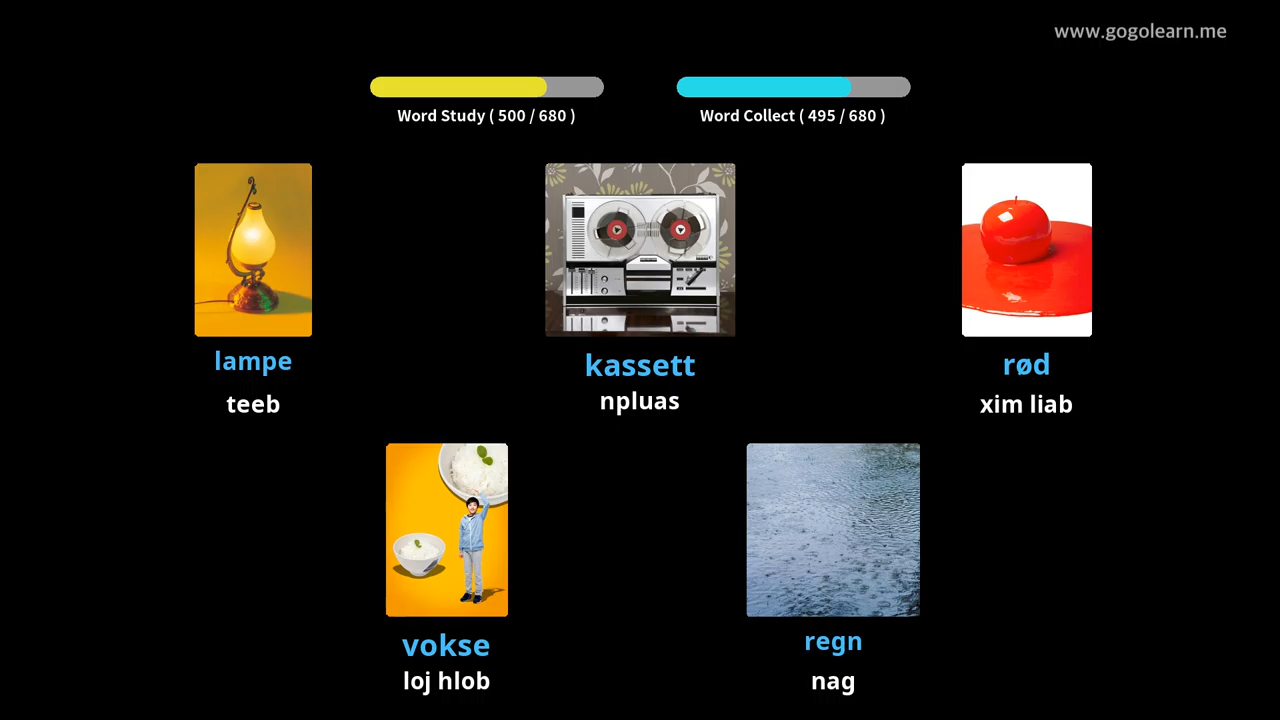 www.gogolearn.me
Word Study ( 500 / 680 )
Word Collect ( 495 / 680 )
lampe
teeb
kassett
npluas
rød
xim liab
vokse
loj hlob
regn
nag